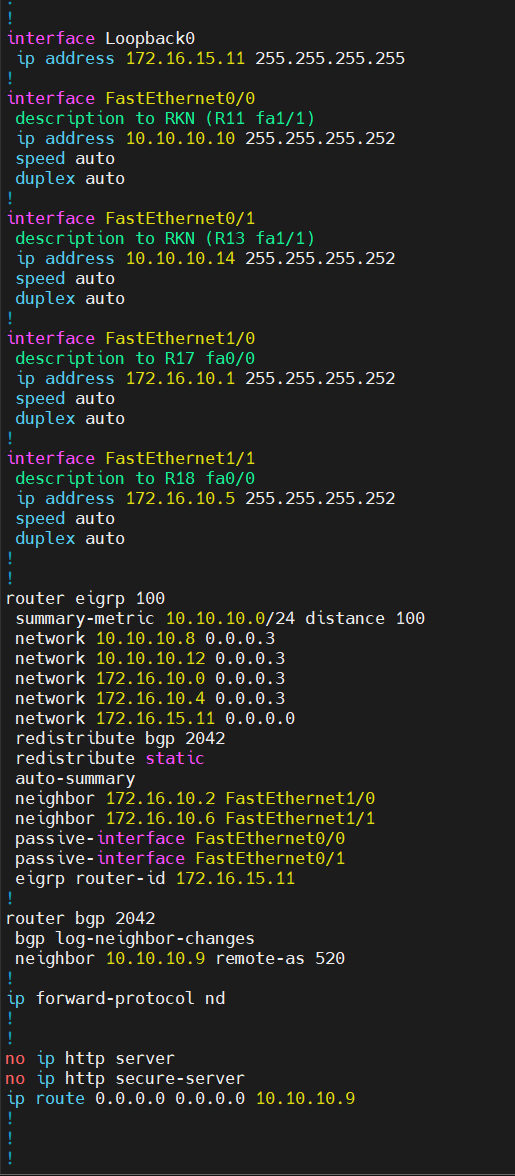 !
!
interface Loopback0
 ip address 172.16.15.11 255.255.255.255
!
interface FastEthernet0/0
 description to RKN (R11 fa1/1)
 ip address 10.10.10.10 255.255.255.252
 speed auto
 duplex auto
!
interface FastEthernet0/1
 description to RKN (R13 fa1/1)
 ip address 10.10.10.14 255.255.255.252
 speed auto
 duplex auto
!
interface FastEthernet1/0
 description to R17 fa0/0
 ip address 172.16.10.1 255.255.255.252
 speed auto
 duplex auto
!
interface FastEthernet1/1
 description to R18 fa0/0
 ip address 172.16.10.5 255.255.255.252
 speed auto
 duplex auto
!
!
router eigrp 100
 summary-metric 10.10.10.0/24 distance 100
 network 10.10.10.8 0.0.0.3
 network 10.10.10.12 0.0.0.3
 network 172.16.10.0 0.0.0.3
 network 172.16.10.4 0.0.0.3
 network 172.16.15.11 0.0.0.0
 redistribute bgp 2042
 redistribute static
 auto-summary
 neighbor 172.16.10.2 FastEthernet1/0
 neighbor 172.16.10.6 FastEthernet1/1
 passive-interface FastEthernet0/0
 passive-interface FastEthernet0/1
 eigrp router-id 172.16.15.11
!
router bgp 2042
 bgp log-neighbor-changes
 neighbor 10.10.10.9 remote-as 520
!
ip forward-protocol nd
!
!
no ip http server
no ip http secure-server
ip route 0.0.0.0 0.0.0.0 10.10.10.9
!
!
!